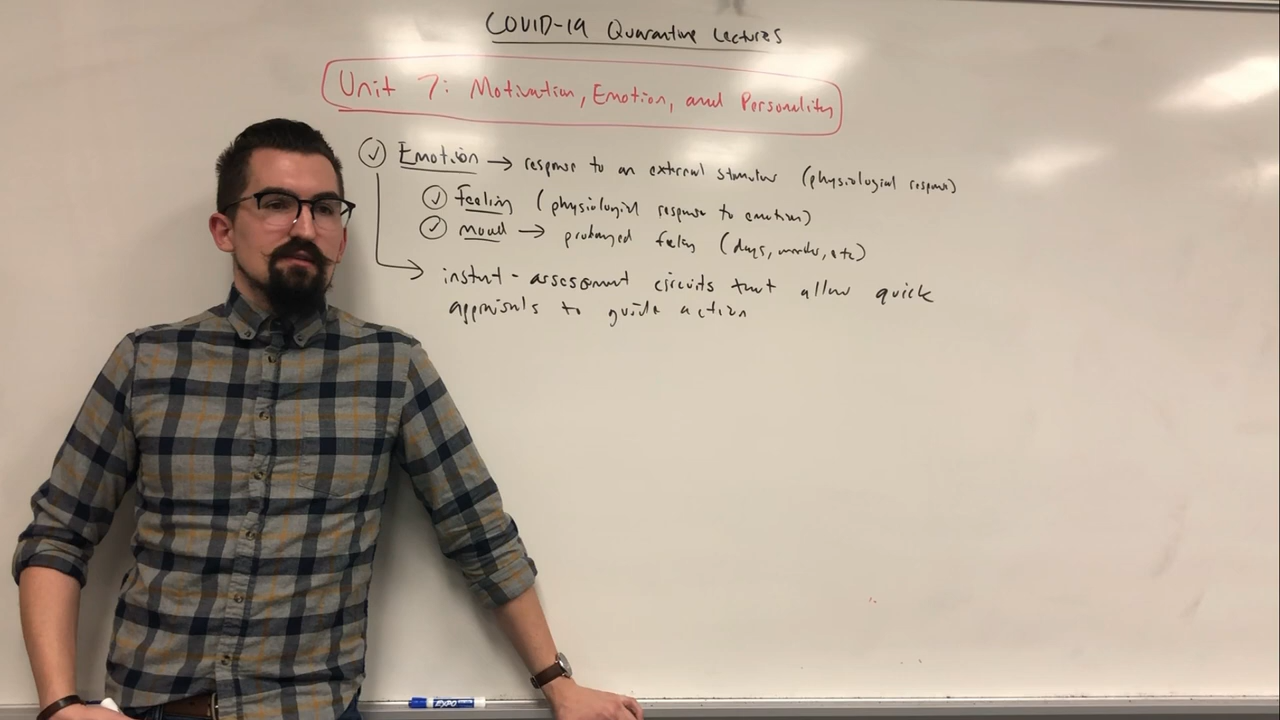 COVID-19 Quarantine Lectures
Unit 7: Motivation, Emotion, and Personality
Emotion → response to an external stimulus (physiological response)
Feeling (physiological response to emotion)
mood → prolonged feeling (days, months, etc)
instant-assessment circuits that allow quick
appraisals to guide action
EXPO